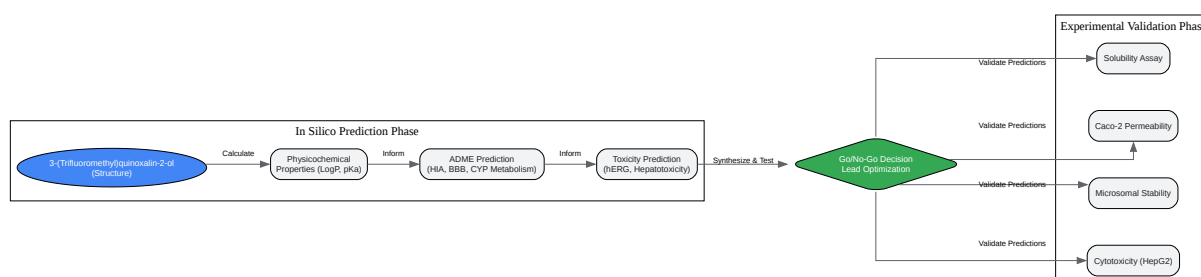 In Silico Prediction Phase
3-(Trifluoromethyl)quinoxalin-2-ol
(Structure)
Calculate
Physicochemical
Properties (LogP, pKa)
Inform
ADME Prediction
(HIA, BBB, CYP Metabolism)
Inform
Toxicity Prediction
(hERG, Hepatotoxicity)
Synthesize & Test
Go/No-Go Decision
Lead Optimization
Experimental Validation Phas
Validate Predictions
Solubility Assay
Validate Predictions
Caco-2 Permeability
Validate Predictions
Microsomal Stability
Validate Predictions
Cytotoxicity (HepG2)